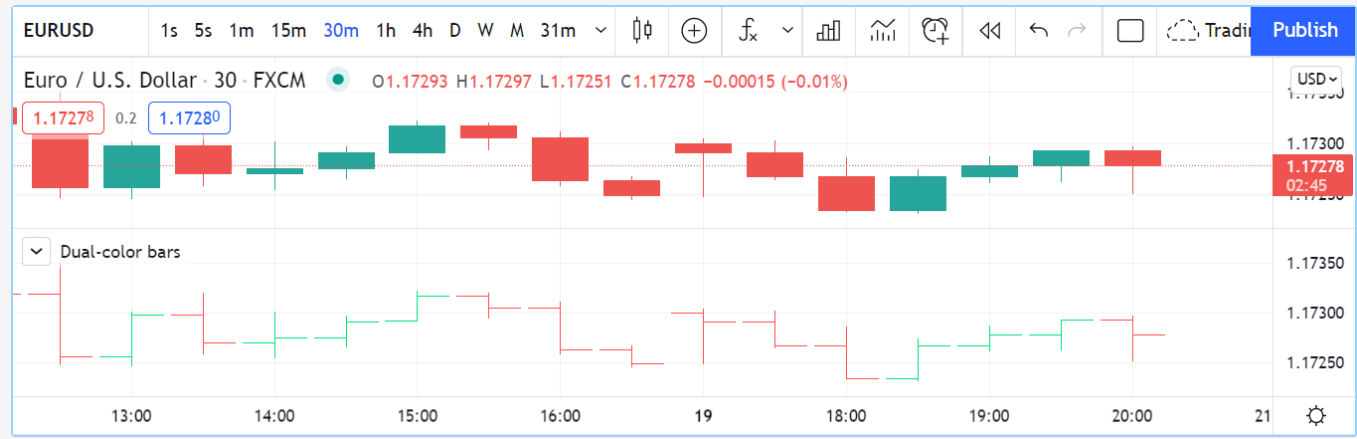 EURUSD 1s 5s 1m 15m 30m 1h 4h D W M 31m fx Tradin Publish
Euro / U.S. Dollar · 30 · FXCM O1.17293 H1.17297 L1.17251 C1.17278 −0.00015 (−0.01%) USD
1.17278 0.2 1.17280
1.17300
1.17278
02:45
Dual-color bars
1.17350
1.17300
1.17250
13:00 14:00 15:00 16:00 19 18:00 19:00 20:00 21